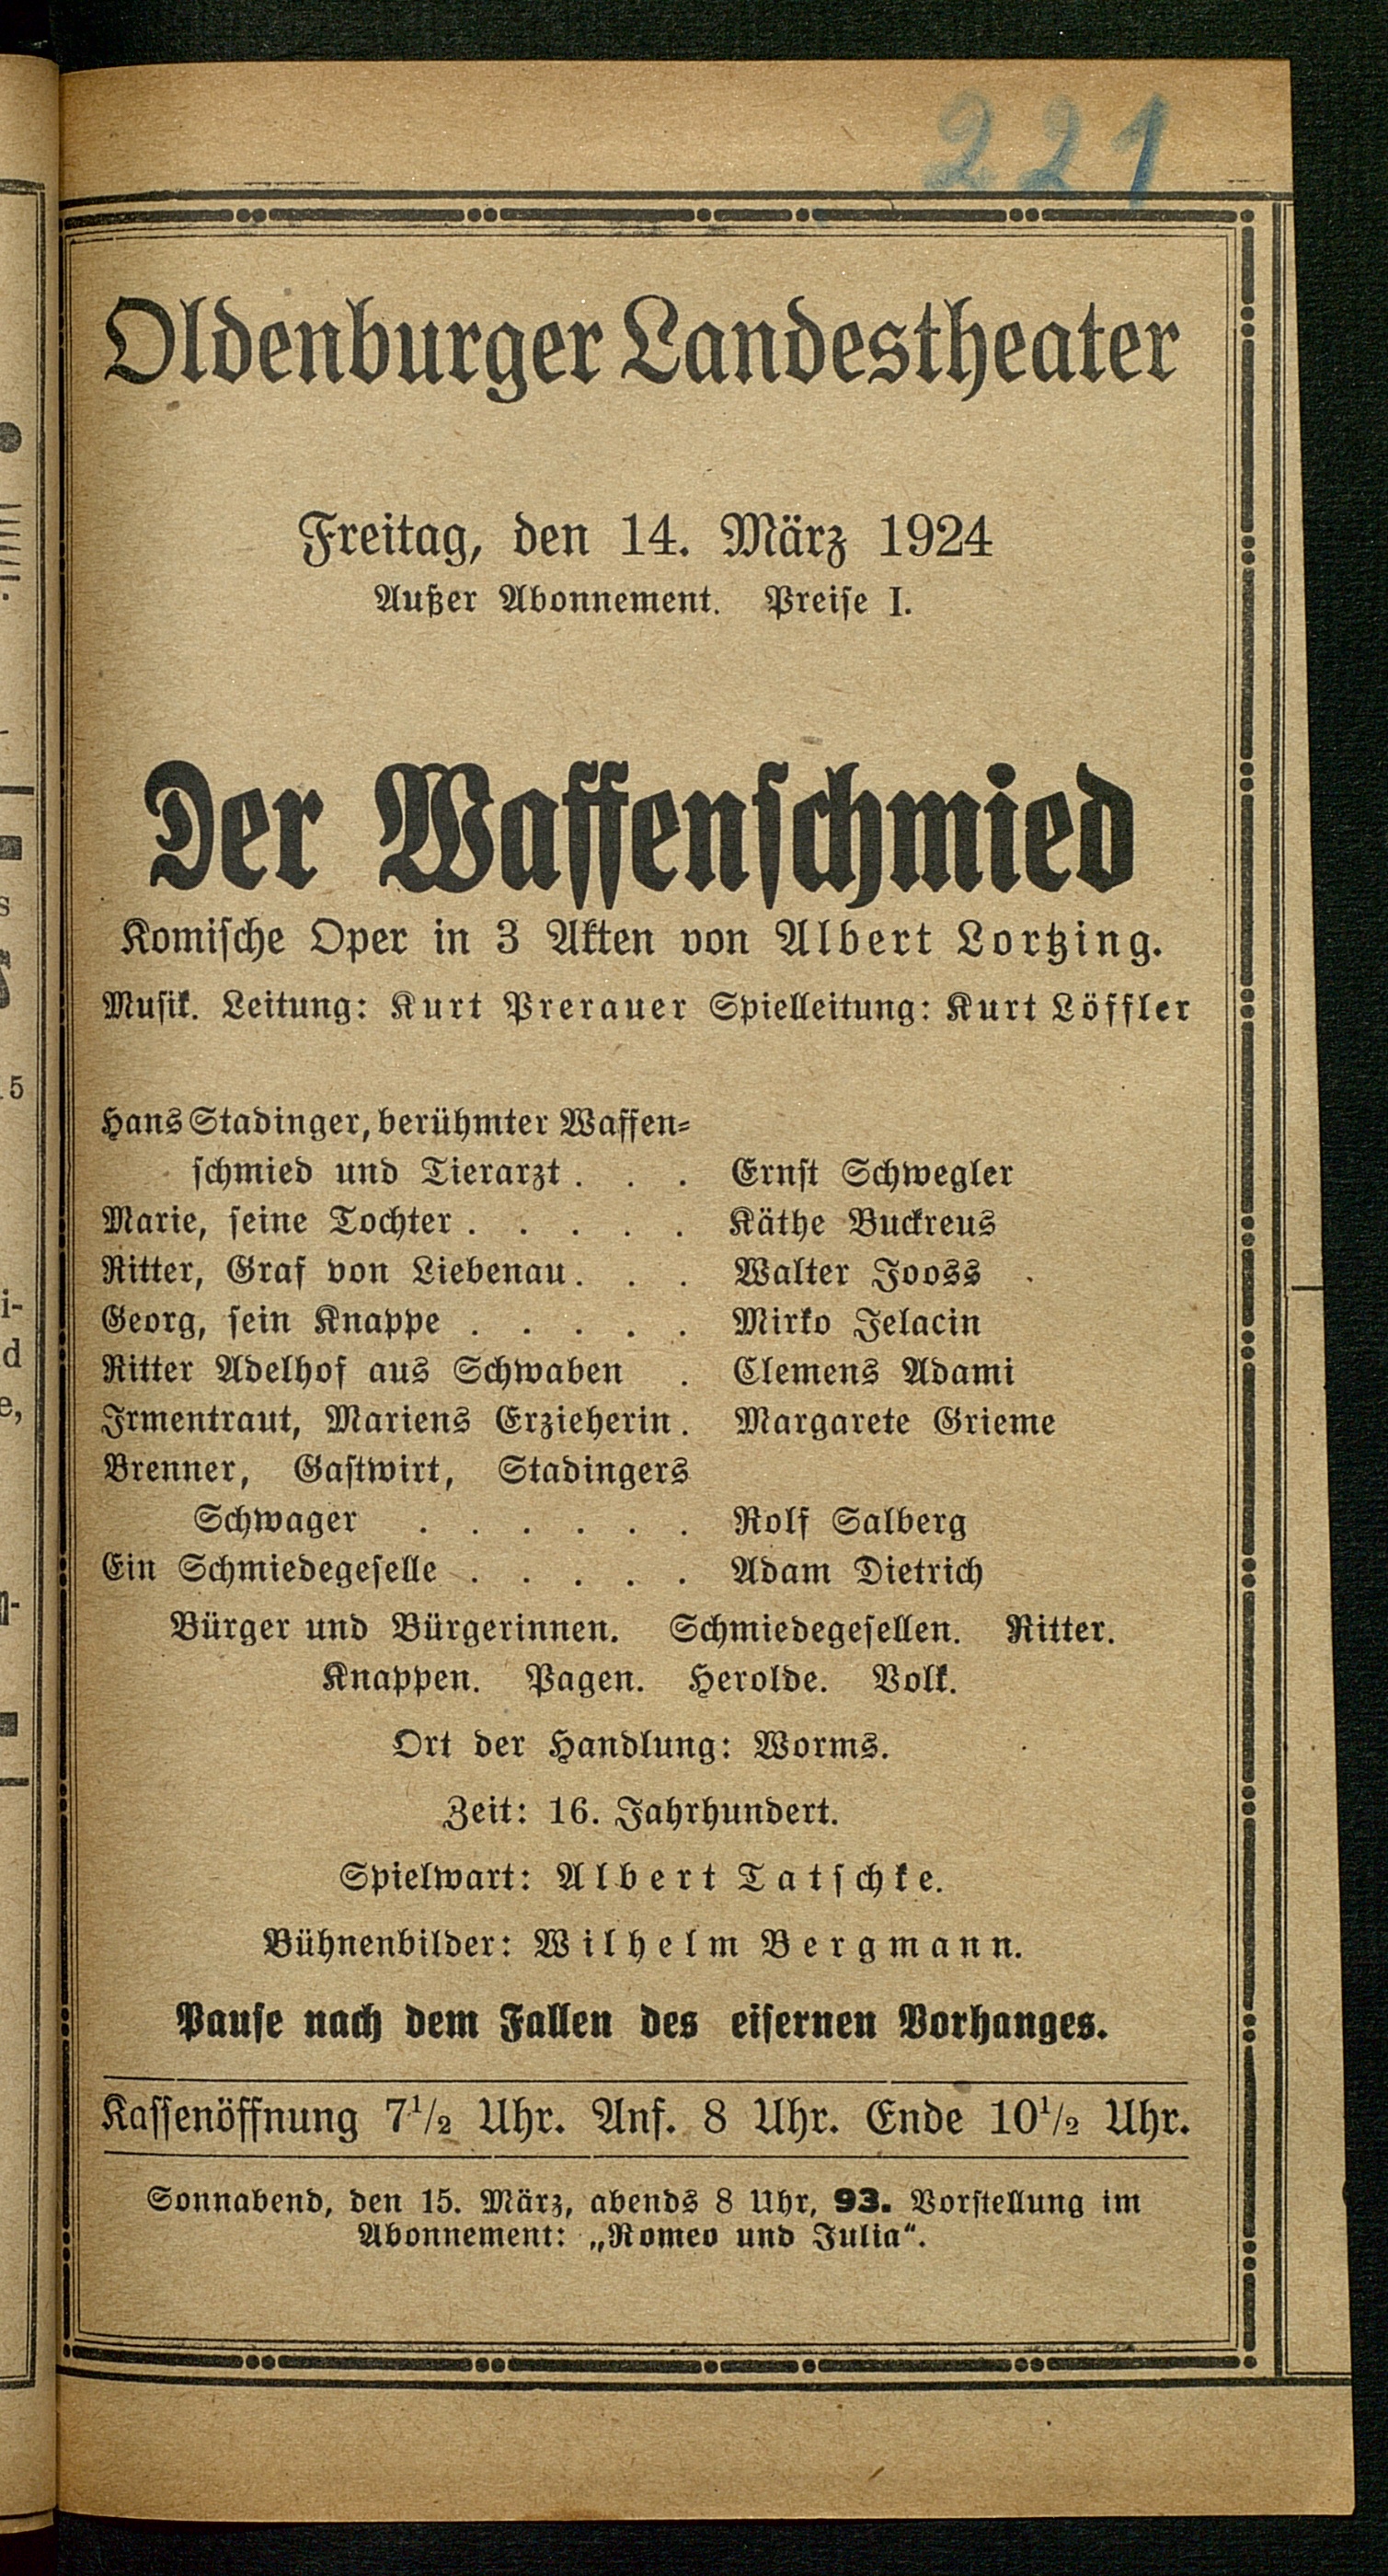 221
Oldenburger Landestheater
Freitag, den 14. März 1924
Außer Abonnement. Preise I.
Der Waffenschmied
Komische Oper in 3 Akten von Albert Lortzing.
Musik. Leitung: Kurt Prerauer Spielleitung: Kurt Löffler
Hans Stadinger, berühmter Waffen-
schmied und Tierarzt . . . Ernst Schwegler
Marie, seine Tochter . . . . . Käthe Buckreus
Ritter, Graf von Liebenau . . . Walter Jooss
Georg, sein Knappe . . . . . Mirko Jelacin
Ritter Adelhof aus Schwaben . Clemens Adami
Irmentraut, Mariens Erzieherin . Margarete Grieme
Brenner, Gastwirt, Stadingers
Schwager . . . . . . Rolf Salberg
Ein Schmiedegeselle . . . . . Adam Dietrich
Bürger und Bürgerinnen. Schmiedegesellen. Ritter.
Knappen. Pagen. Herolde. Volk.
Ort der Handlung: Worms.
Zeit: 16. Jahrhundert.
Spielwart: Albert Tatschke.
Bühnenbilder: Wilhelm Bergmann.
Pause nach dem Fallen des eisernen Vorhanges.
Kassenöffnung 7½ Uhr. Anf. 8 Uhr. Ende 10½ Uhr.
Sonnabend, den 15. März, abends 8 Uhr, 93. Vorstellung im
Abonnement: „Romeo und Julia“.